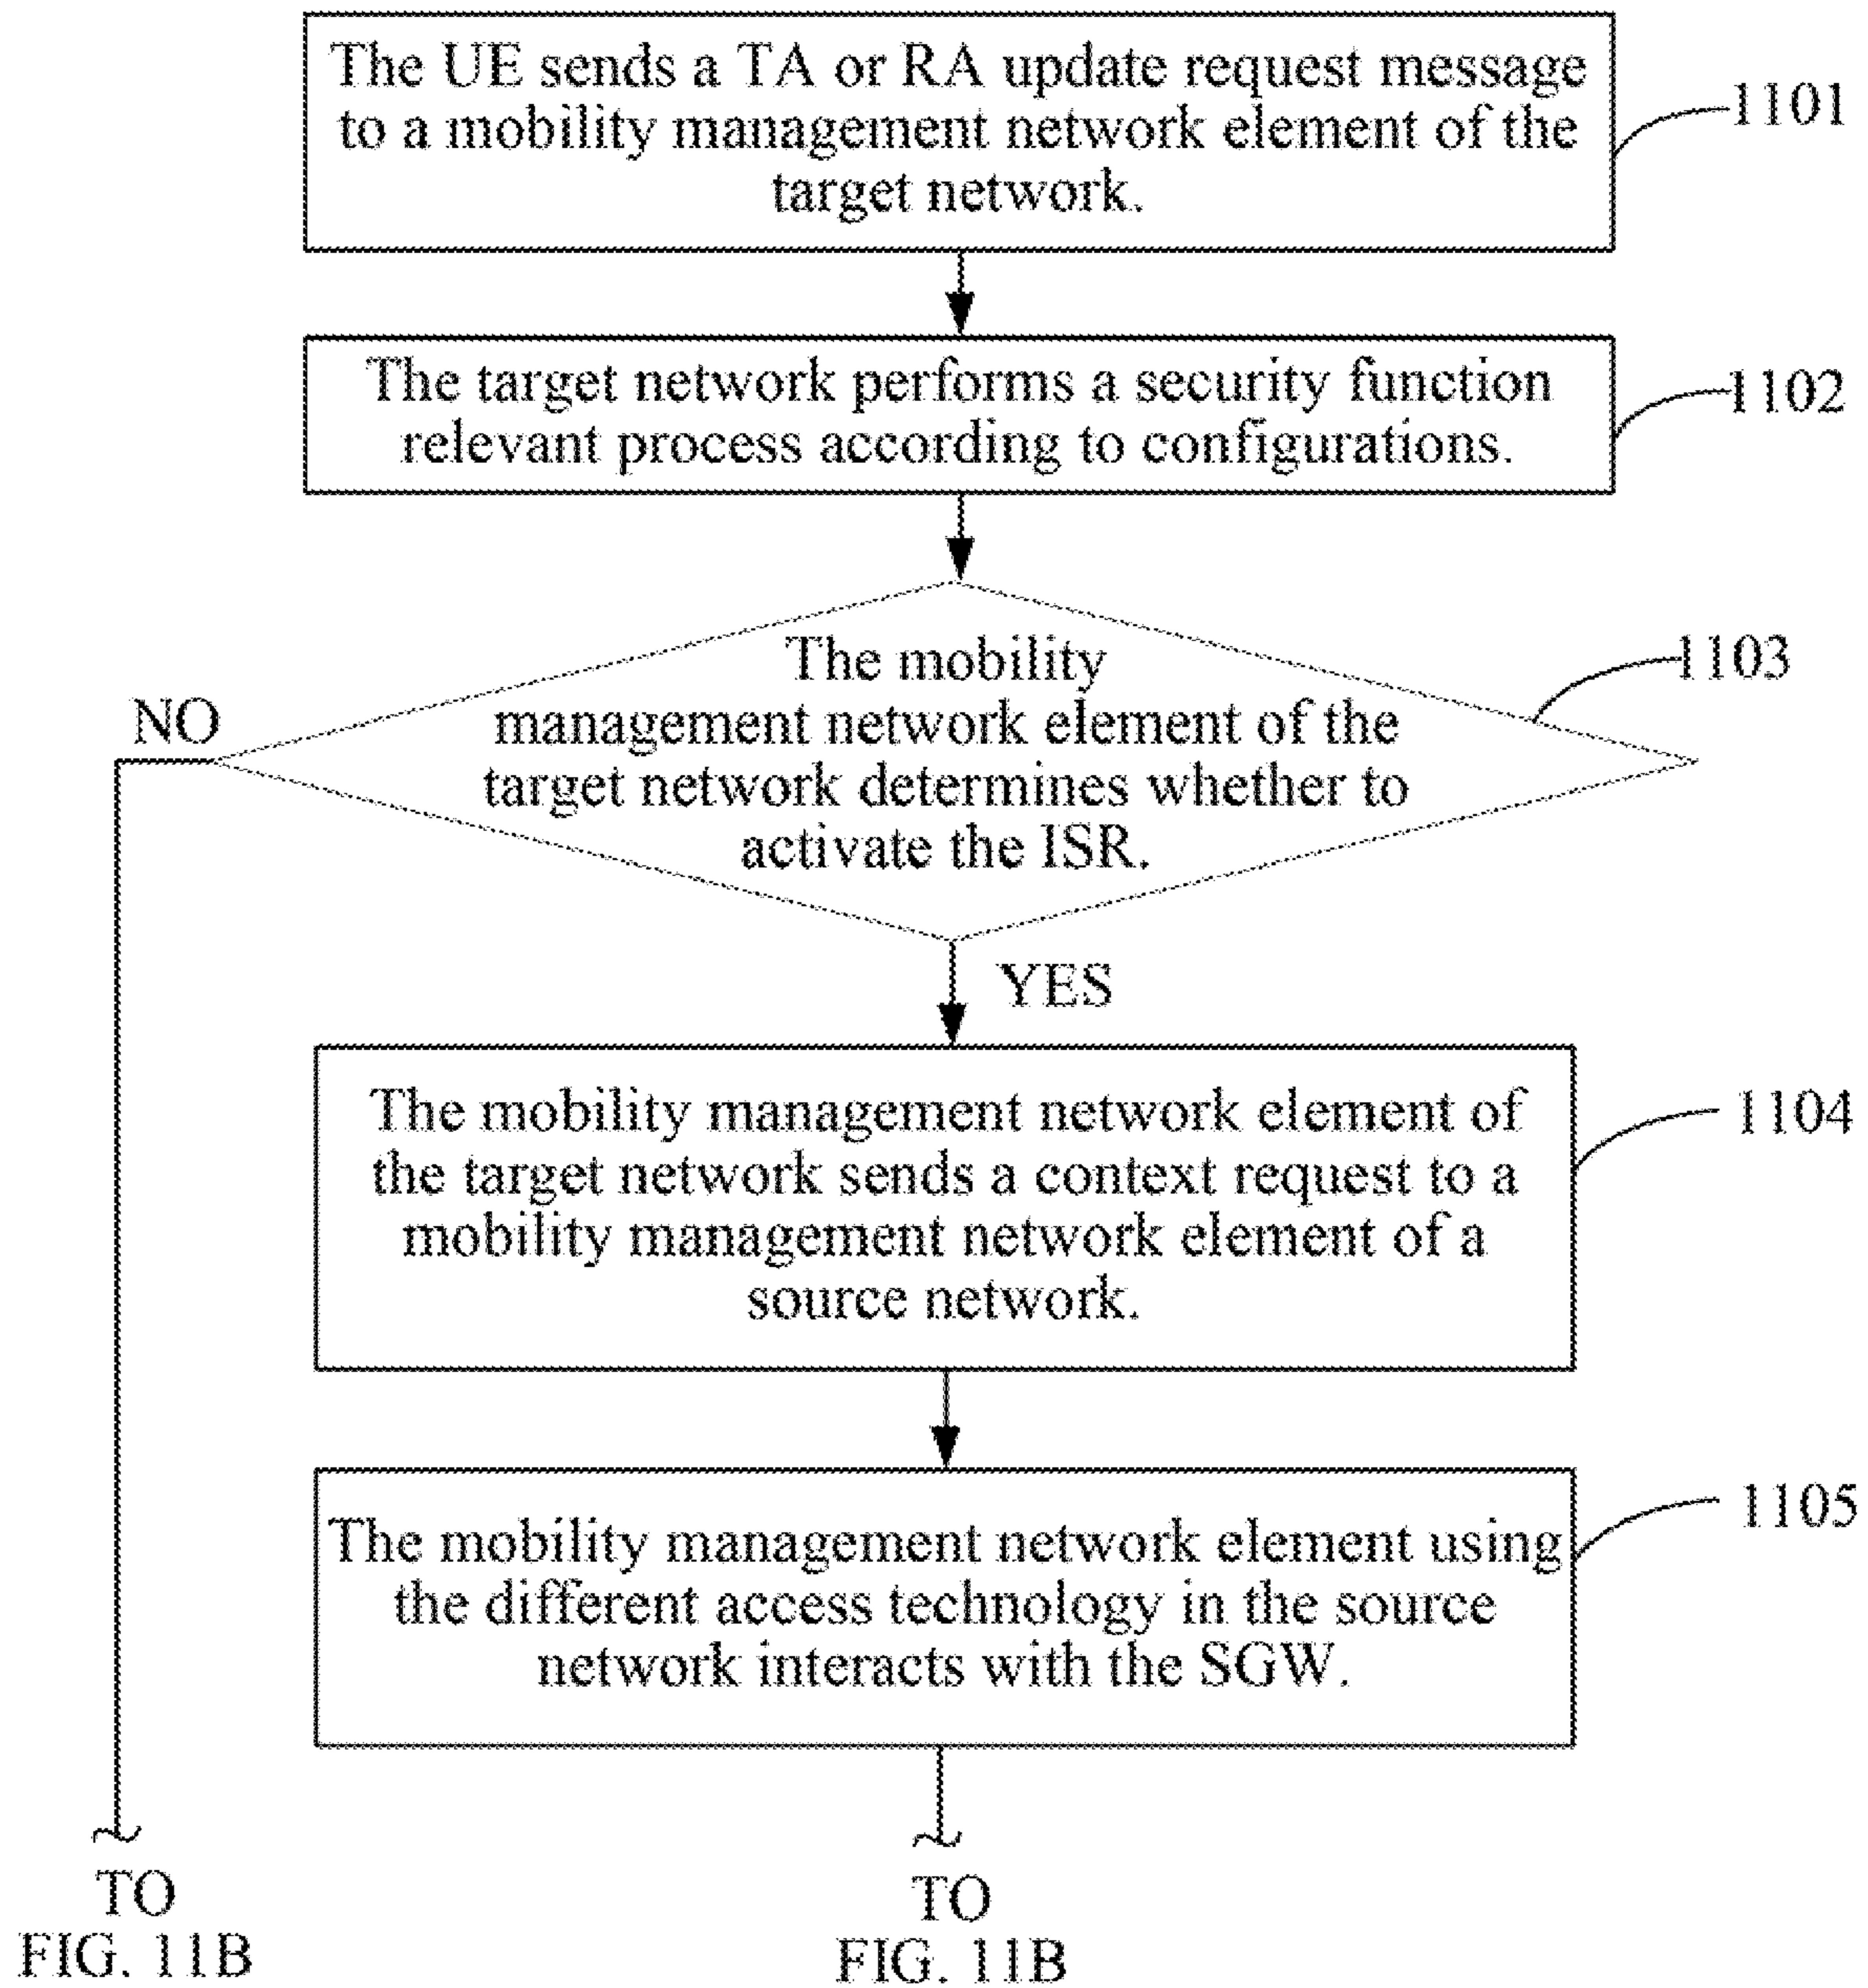 The UE sends a TA or RA update request message
to a mobility management network element of the
target network.
1101
The target network performs a security function
relevant process according to configurations.
1102
The mobility
management network element of the
target network determines whether to
activate the ISR.
1103
NO
YES
The mobility management network element of
the target network sends a context request to a
mobility management network element of a
source network.
1104
The mobility management network element using
the different access technology in the source
network interacts with the SGW.
1105
TO
FIG. 11B
TO
FIG. 11B